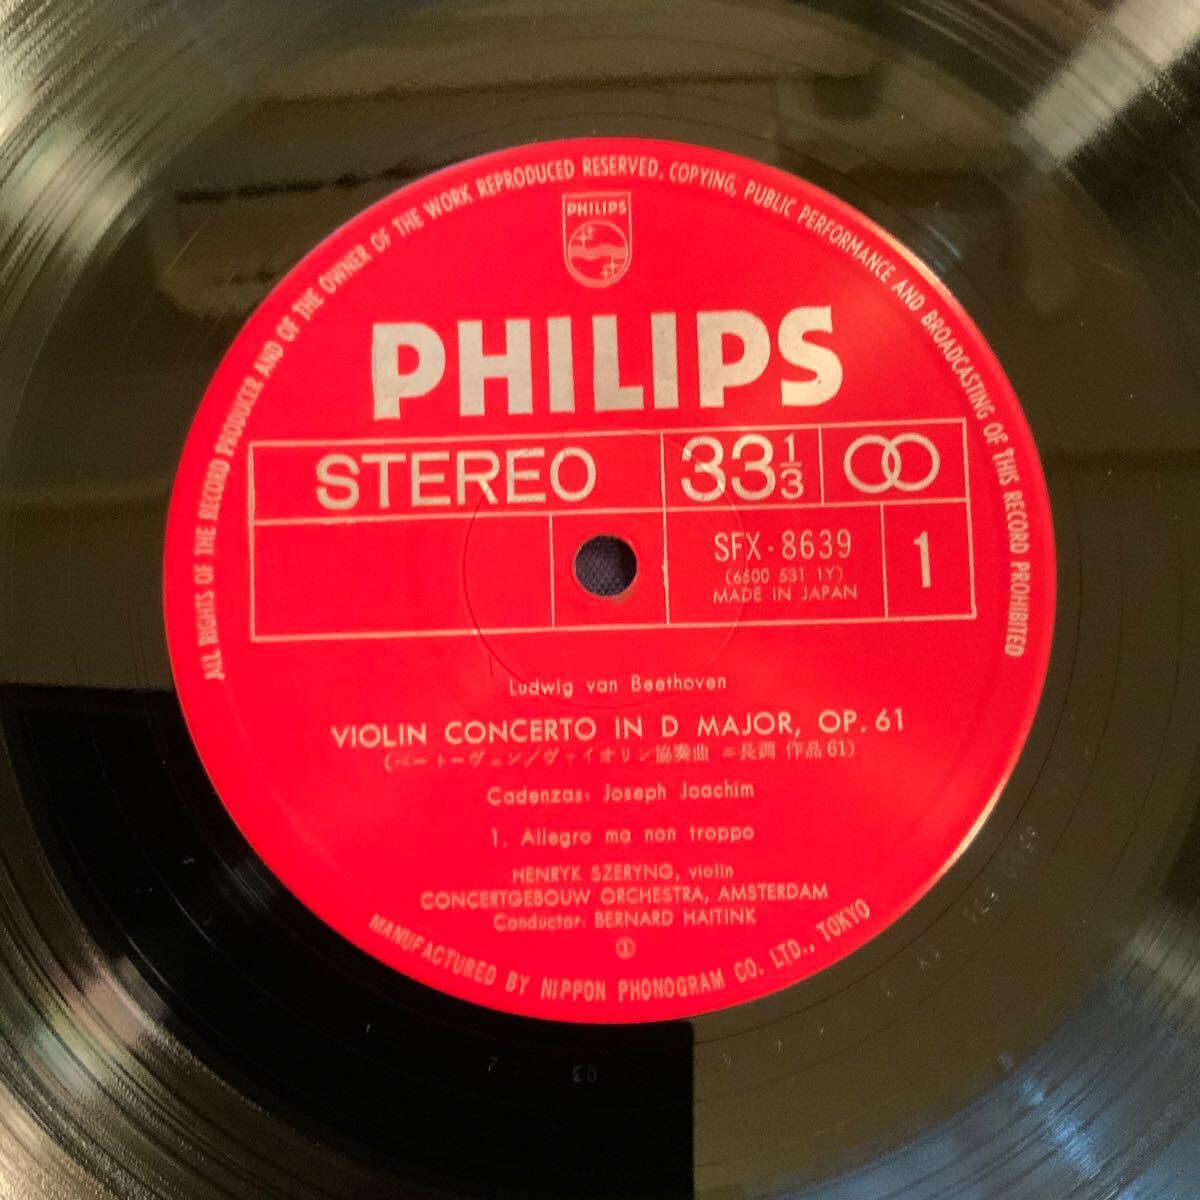 ALL RIGHTS OF THE RECORD PRODUCER AND OF THE OWNER OF THE WORK REPRODUCED RESERVED. COPYING, PUBLIC PERFORMANCE AND BROADCASTING OF THIS RECORD PROHIBITED
PHILIPS
PHILIPS
STEREO 33 1/3
SFX-8639 1
(6500 531 1Y)
MADE IN JAPAN
Ludwig van Beethoven
VIOLIN CONCERTO IN D MAJOR, OP. 61
(ベートーヴェン/ヴァイオリン協奏曲 ニ長調 作品61)
Cadenzas: Joseph Joachim
1. Allegro ma non troppo
HENRYK SZERYNG, violin
CONCERTGEBOUW ORCHESTRA, AMSTERDAM
Conductor: BERNARD HAITINK
①
MANUFACTURED BY NIPPON PHONOGRAM CO. LTD., TOKYO